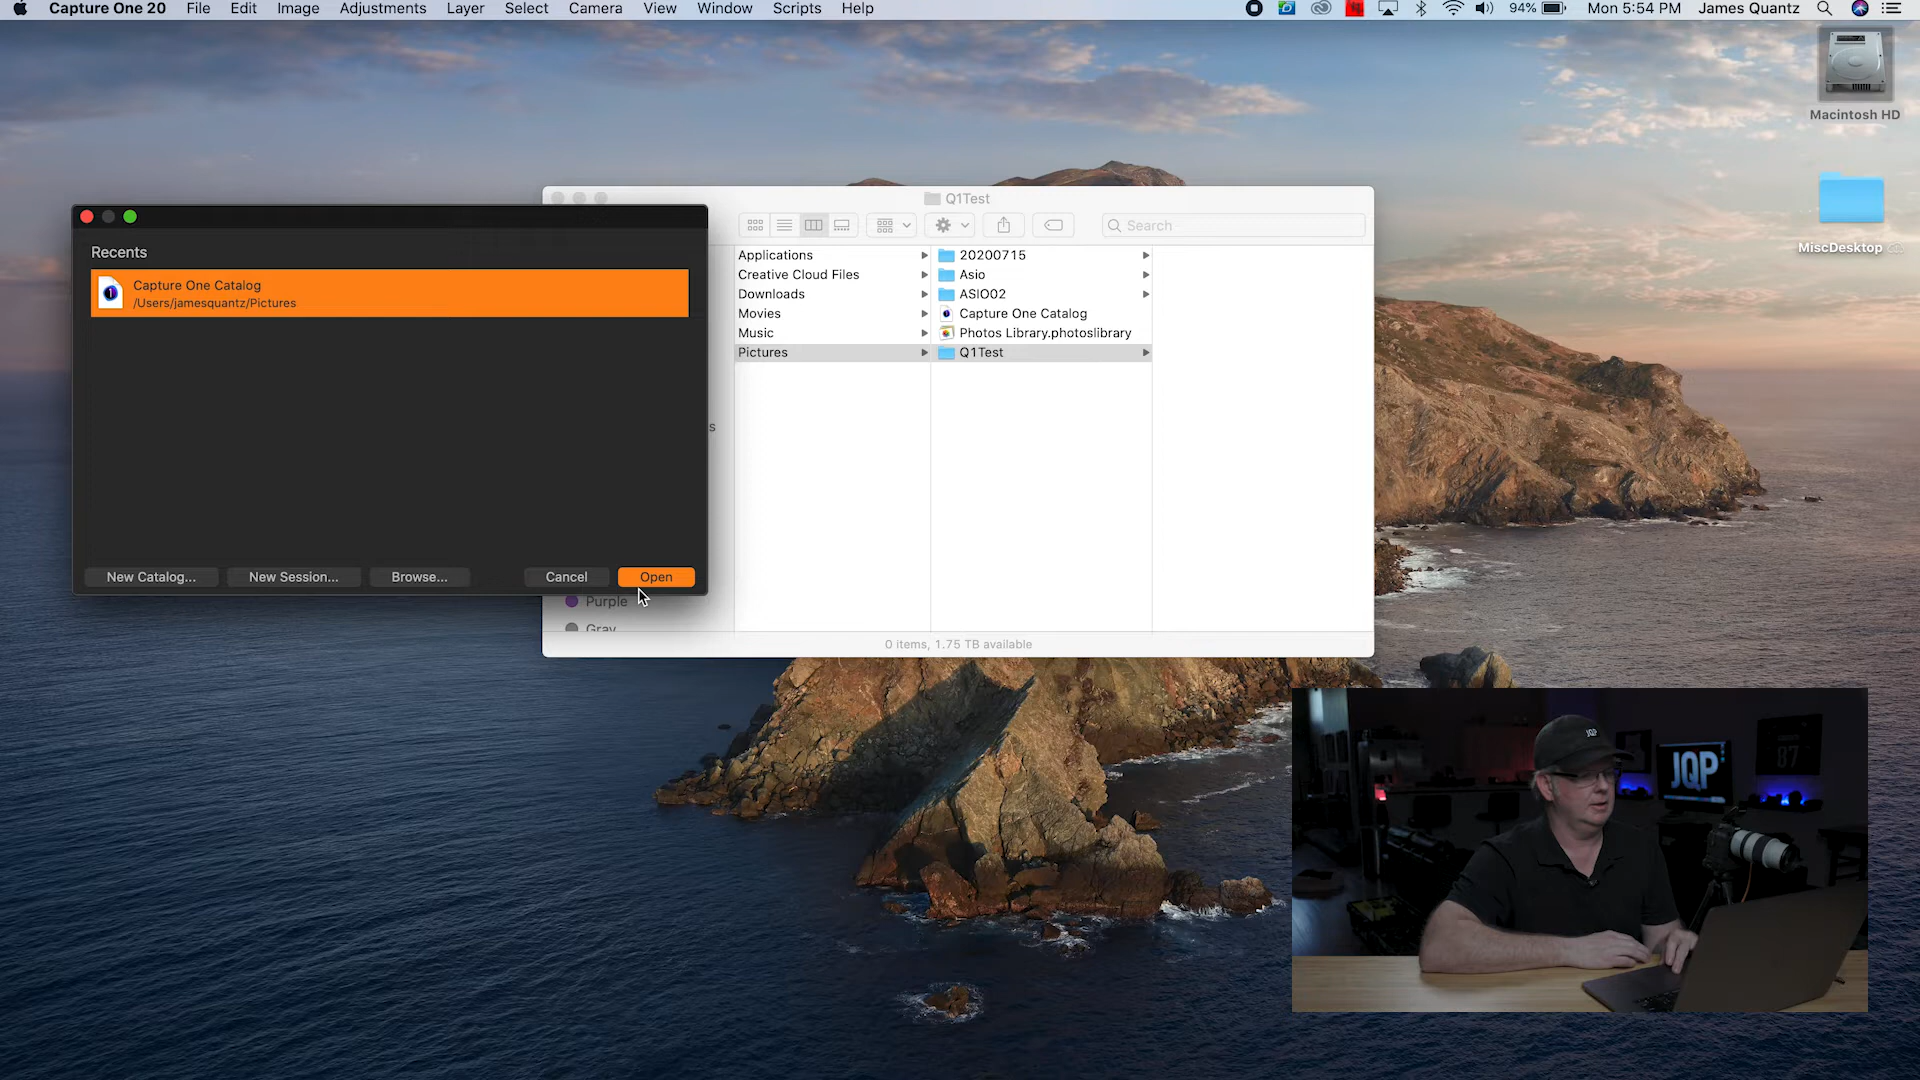 Capture One 20 File Edit Image Adjustments Layer Select Camera View Window Scripts Help 94% Mon 5:54 PM James Quantz
Macintosh HD
MiscDesktop
Q1Test
Search
Recents
Capture One Catalog
/Users/jamesquantz/Pictures
New Catalog... New Session... Browse... Cancel Open
s
Purple
Gray
Applications
Creative Cloud Files
Downloads
Movies
Music
Pictures
20200715
Asio
ASIO02
Capture One Catalog
Photos Library.photoslibrary
Q1Test
0 items, 1.75 TB available
JQP
JQP
87